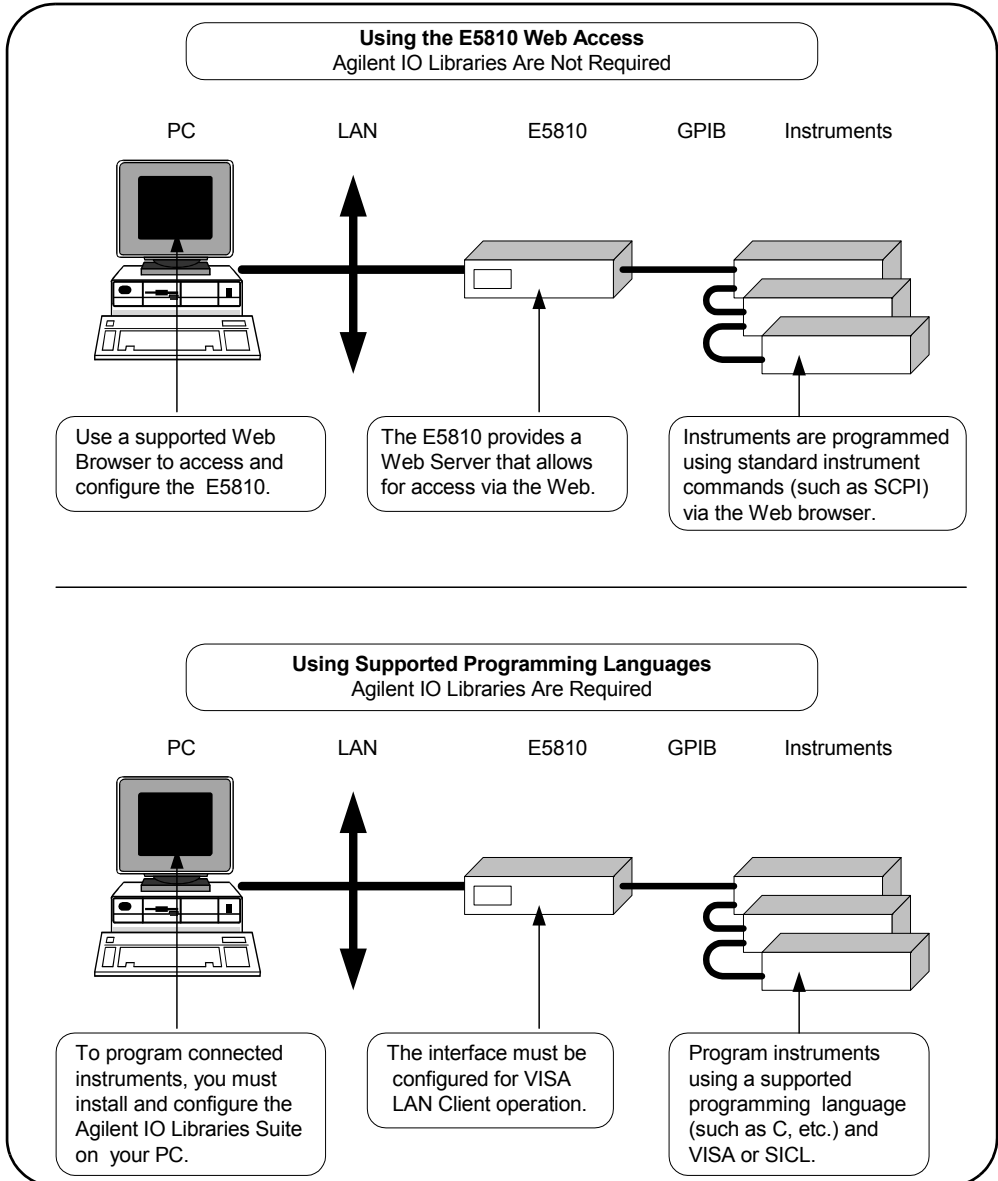 Using the E5810 Web Access
Agilent IO Libraries Are Not Required
PC LAN E5810 GPIB Instruments
Use a supported Web
Browser to access and
configure the E5810.
The E5810 provides a
Web Server that allows
for access via the Web.
Instruments are programmed
using standard instrument
commands (such as SCPI)
via the Web browser.
Using Supported Programming Languages
Agilent IO Libraries Are Required
PC LAN E5810 GPIB Instruments
To program connected
instruments, you must
install and configure the
Agilent IO Libraries Suite
on your PC.
The interface must be
configured for VISA
LAN Client operation.
Program instruments
using a supported
programming language
(such as C, etc.) and
VISA or SICL.